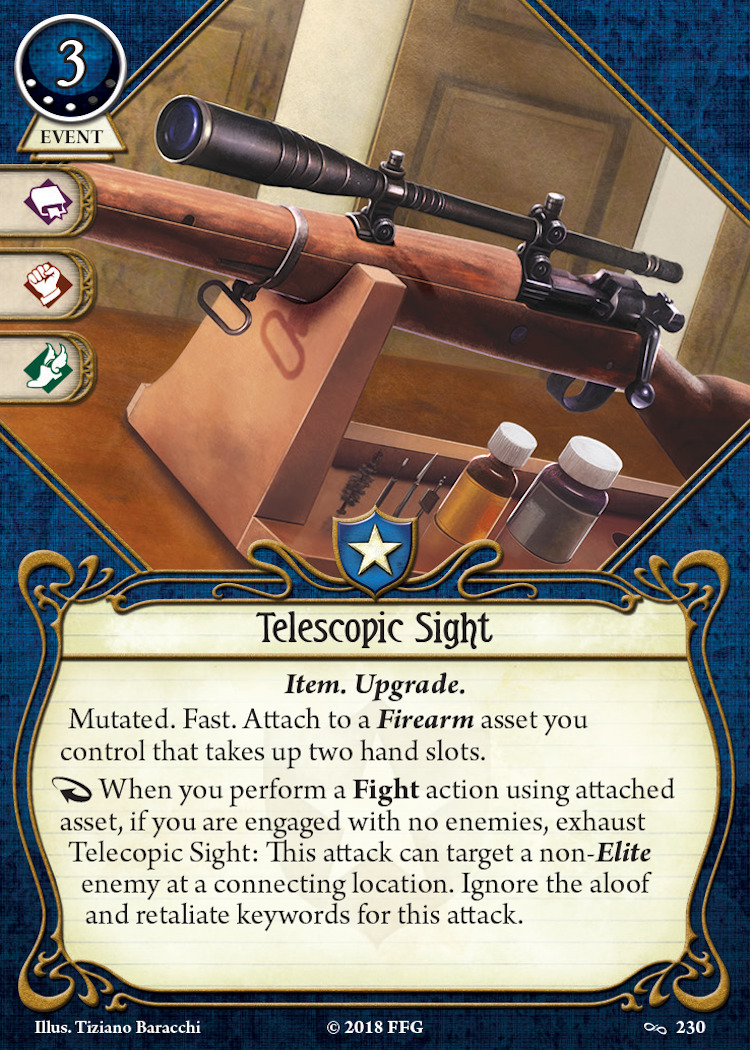 3
EVENT
Telescopic Sight
Item. Upgrade.
Mutated. Fast. Attach to a Firearm asset you
control that takes up two hand slots.
When you perform a Fight action using attached
asset, if you are engaged with no enemies, exhaust
Telecopic Sight: This attack can target a non-Elite
enemy at a connecting location. Ignore the aloof
and retaliate keywords for this attack.
Illus. Tiziano Baracchi © 2018 FFG 230